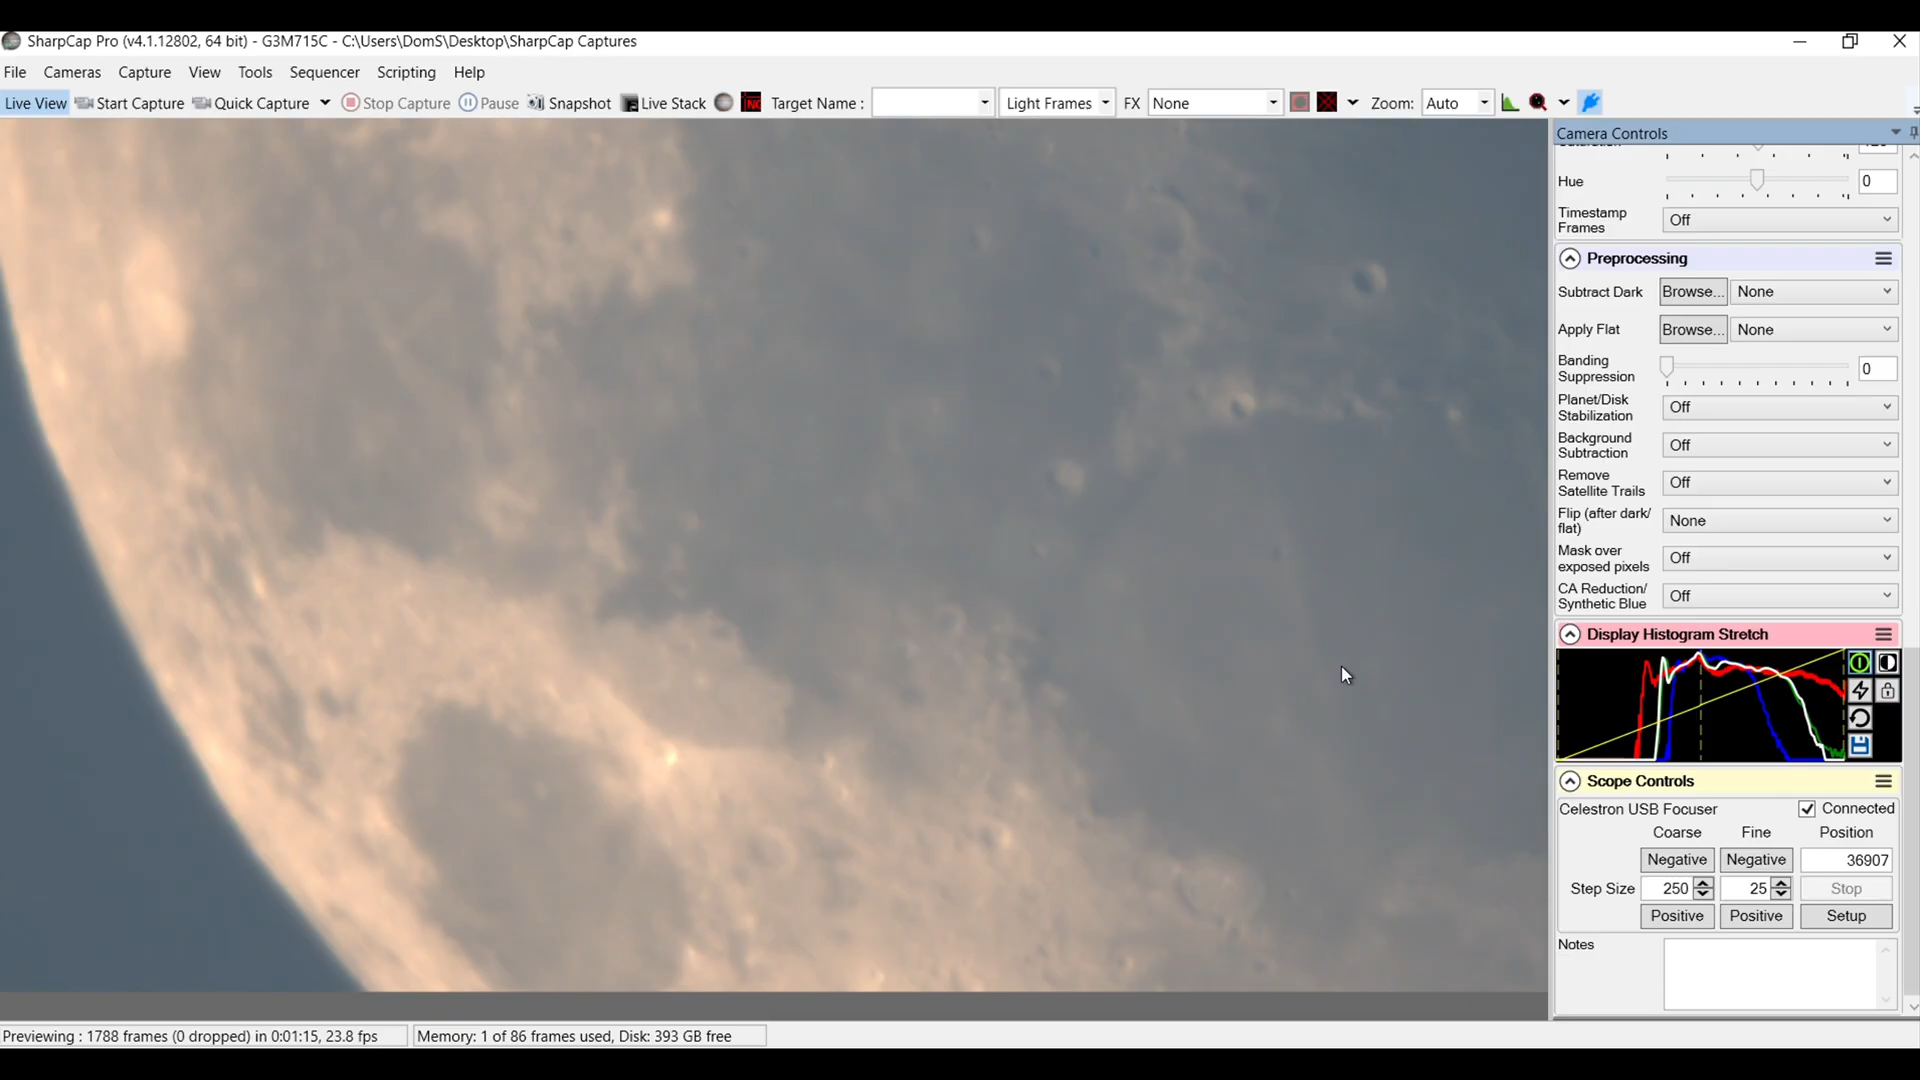 SharpCap Pro (v4.1.12802, 64 bit) - G3M715C - C:\Users\DomS\Desktop\SharpCap Captures
File Cameras Capture View Tools Sequencer Scripting Help
Live View Start Capture Quick Capture Stop Capture Pause Snapshot Live Stack Target Name : Light Frames FX None Zoom: Auto
Camera Controls
Hue 0
Timestamp
Frames Off
Preprocessing
Subtract Dark Browse... None
Apply Flat Browse... None
Banding
Suppression 0
Planet/Disk
Stabilization Off
Background
Subtraction Off
Remove
Satellite Trails Off
Flip (after dark/
flat) None
Mask over
exposed pixels Off
CA Reduction/
Synthetic Blue Off
Display Histogram Stretch
Scope Controls
Celestron USB Focuser Connected
Coarse Fine Position
Negative Negative 36907
Step Size 250 25 Stop
Positive Positive Setup
Notes
Previewing : 1788 frames (0 dropped) in 0:01:15, 23.8 fps Memory: 1 of 86 frames used, Disk: 393 GB free